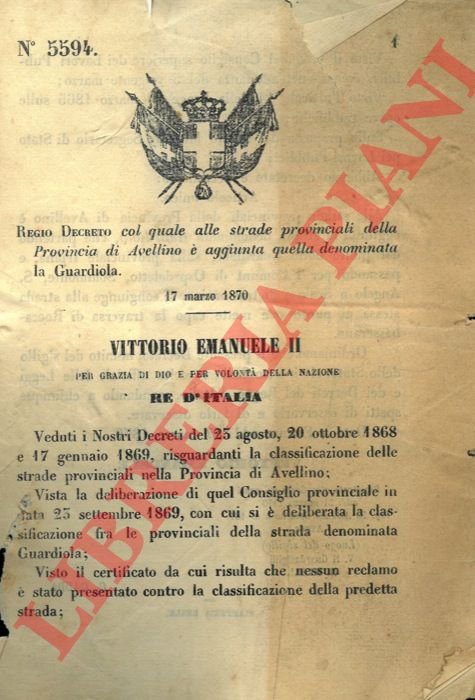 N° 5594.
1
REGIO DECRETO col quale alle strade provinciali della
Provincia di Avellino è aggiunta quella denominata
la Guardiola.
17 marzo 1870
VITTORIO EMANUELE II
PER GRAZIA DI DIO E PER VOLONTÀ DELLA NAZIONE
RE D'ITALIA
Veduti i Nostri Decreti del 25 agosto, 20 ottobre 1868
e 17 gennaio 1869, risguardanti la classificazione delle
strade provinciali nella Provincia di Avellino;
Vista la deliberazione di quel Consiglio provinciale in
data 23 settembre 1869, con cui si è deliberata la clas-
sificazione fra le provinciali della strada denominata
Guardiola;
Visto il certificato da cui risulta che nessun reclamo
è stato presentato contro la classificazione della predetta
strada;
LIBRERIA PIANI